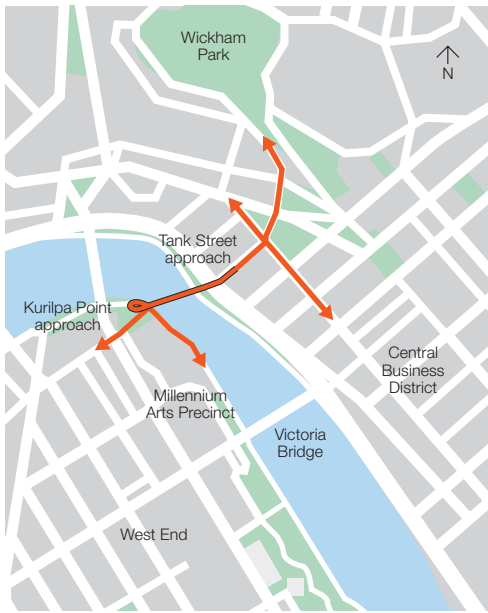 Wickham
Park
N
Tank Street
approach
Kurilpa Point
approach
Central
Business
District
Millennium
Arts Precinct
Victoria
Bridge
West End